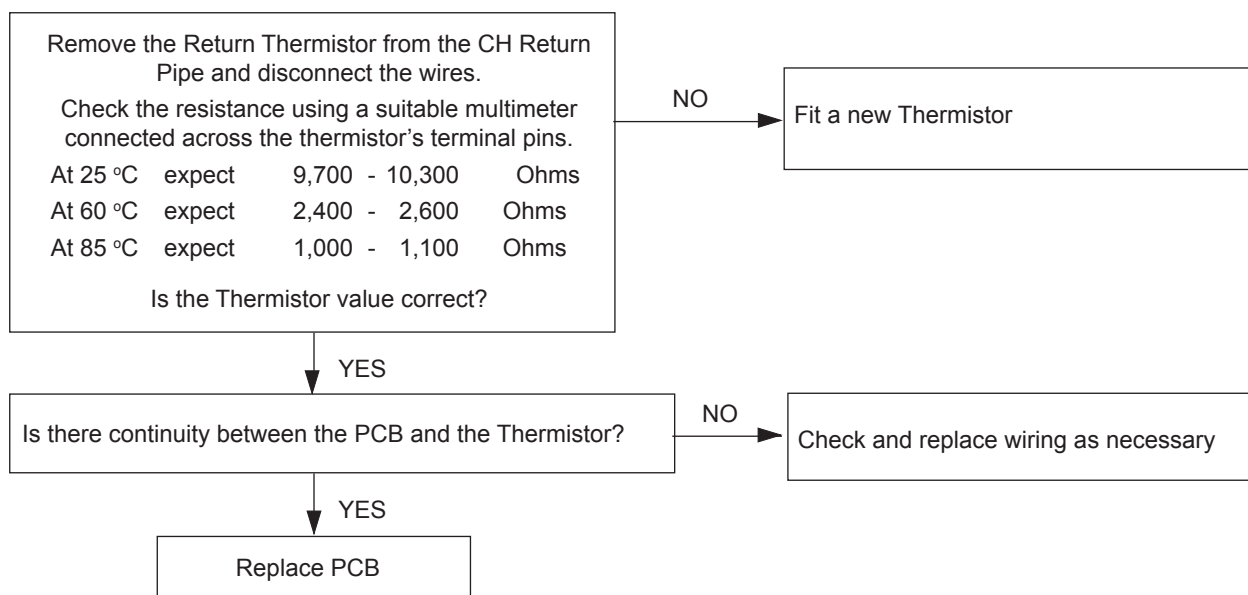 Remove the Return Thermistor from the CH Return
Pipe and disconnect the wires.
Check the resistance using a suitable multimeter
connected across the thermistor's terminal pins.
At 25 °C expect 9,700 - 10,300 Ohms
At 60 °C expect 2,400 - 2,600 Ohms
At 85 °C expect 1,000 - 1,100 Ohms
Is the Thermistor value correct?
NO
Fit a new Thermistor
YES
Is there continuity between the PCB and the Thermistor?
NO
Check and replace wiring as necessary
YES
Replace PCB